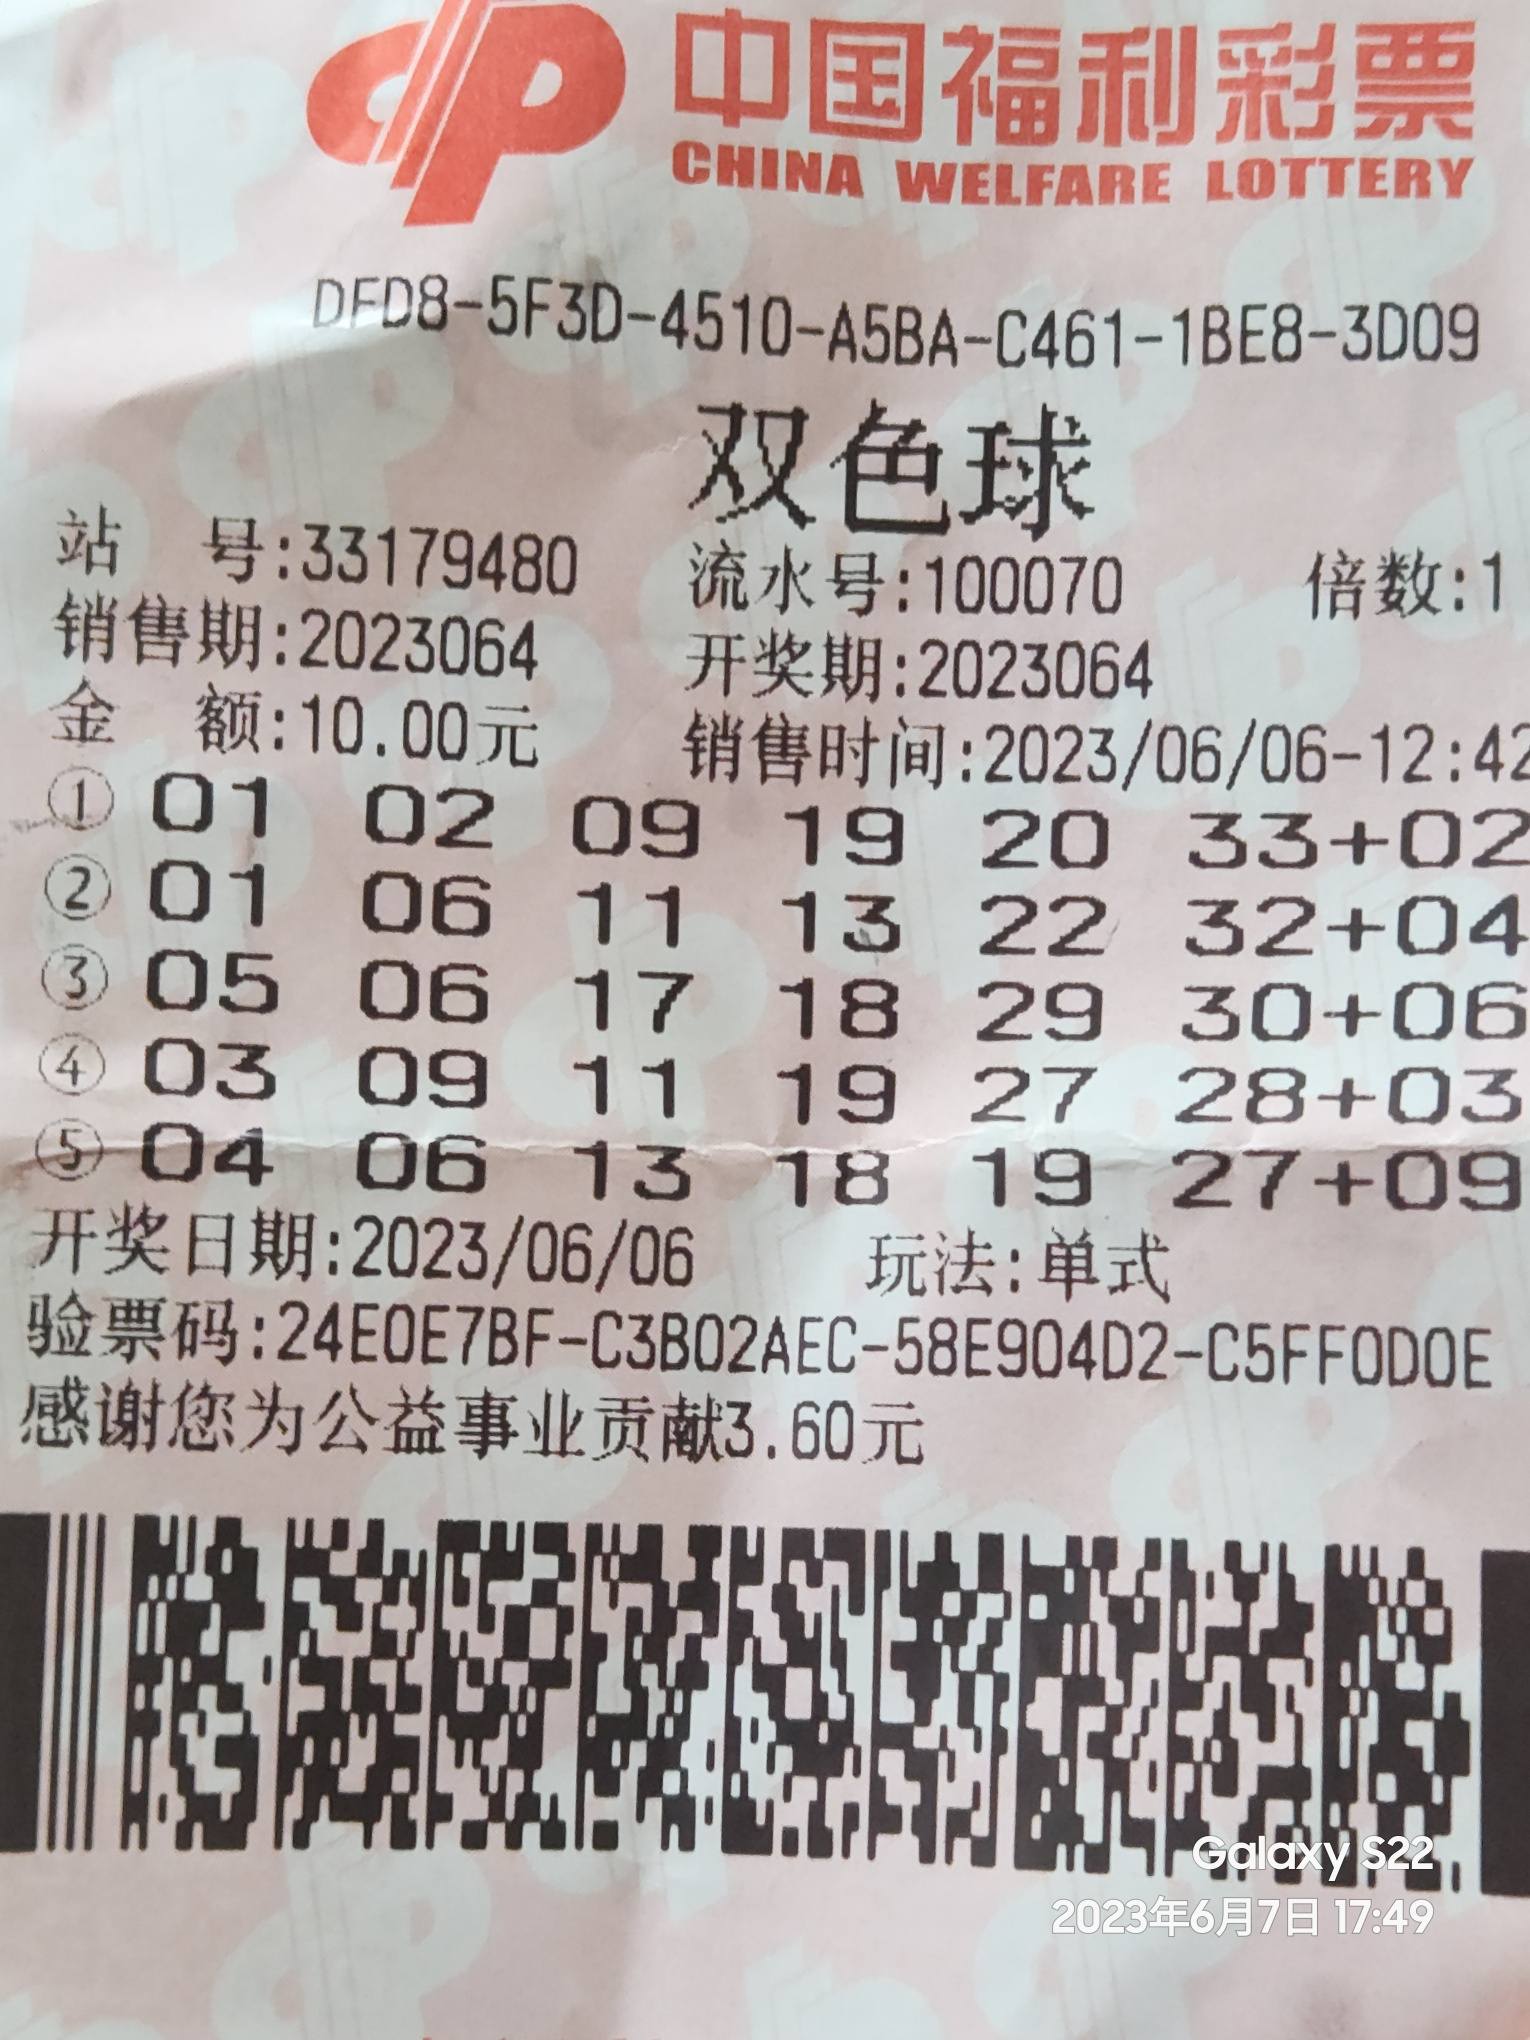 中国福利彩票
CHINA WELFARE LOTTERY
DFD8-5F3D-4510-A5BA-C461-1BE8-3D09
双色球
站 号:33179480 流水号:100070 倍数:1
销售期:2023064 开奖期:2023064
金 额:10.00元 销售时间:2023/06/06-12:42
① 01 02 09 19 20 33+02
② 01 06 11 13 22 32+04
③ 05 06 17 18 29 30+06
④ 03 09 11 19 27 28+03
⑤ 04 06 13 18 19 27+09
开奖日期:2023/06/06 玩法:单式
验票码:24E0E7BF-C3B02AEC-58E904D2-C5FF0D0E
感谢您为公益事业贡献3.60元
Galaxy S22
2023年6月7日 17:49